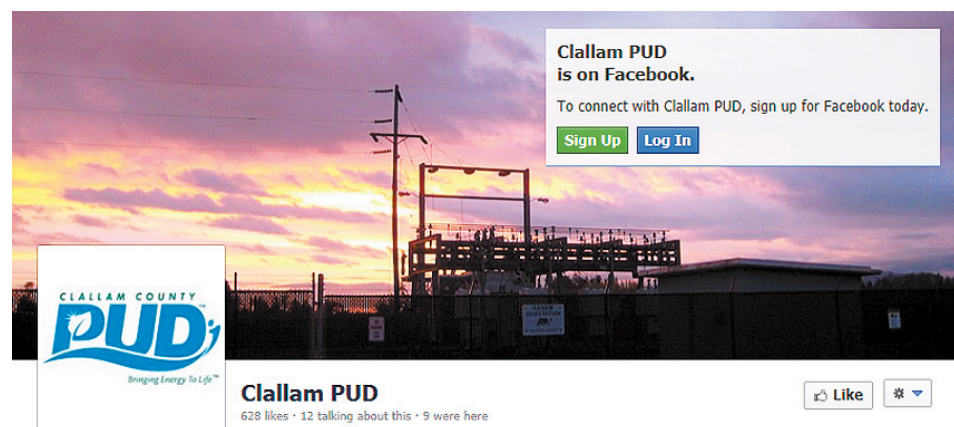 Clallam PUD
is on Facebook.
To connect with Clallam PUD, sign up for Facebook today.
Sign Up
Log In
CLALLAM COUNTY
PUD
Bringing Energy To Life™
Clallam PUD
628 likes · 12 talking about this · 9 were here
Like